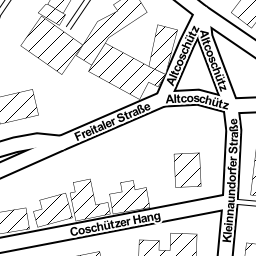 Altcoschütz
Altcoschütz
Altcoschütz
Freitaler Straße
Kleinnaundorfer Straße
Coschützer Hang